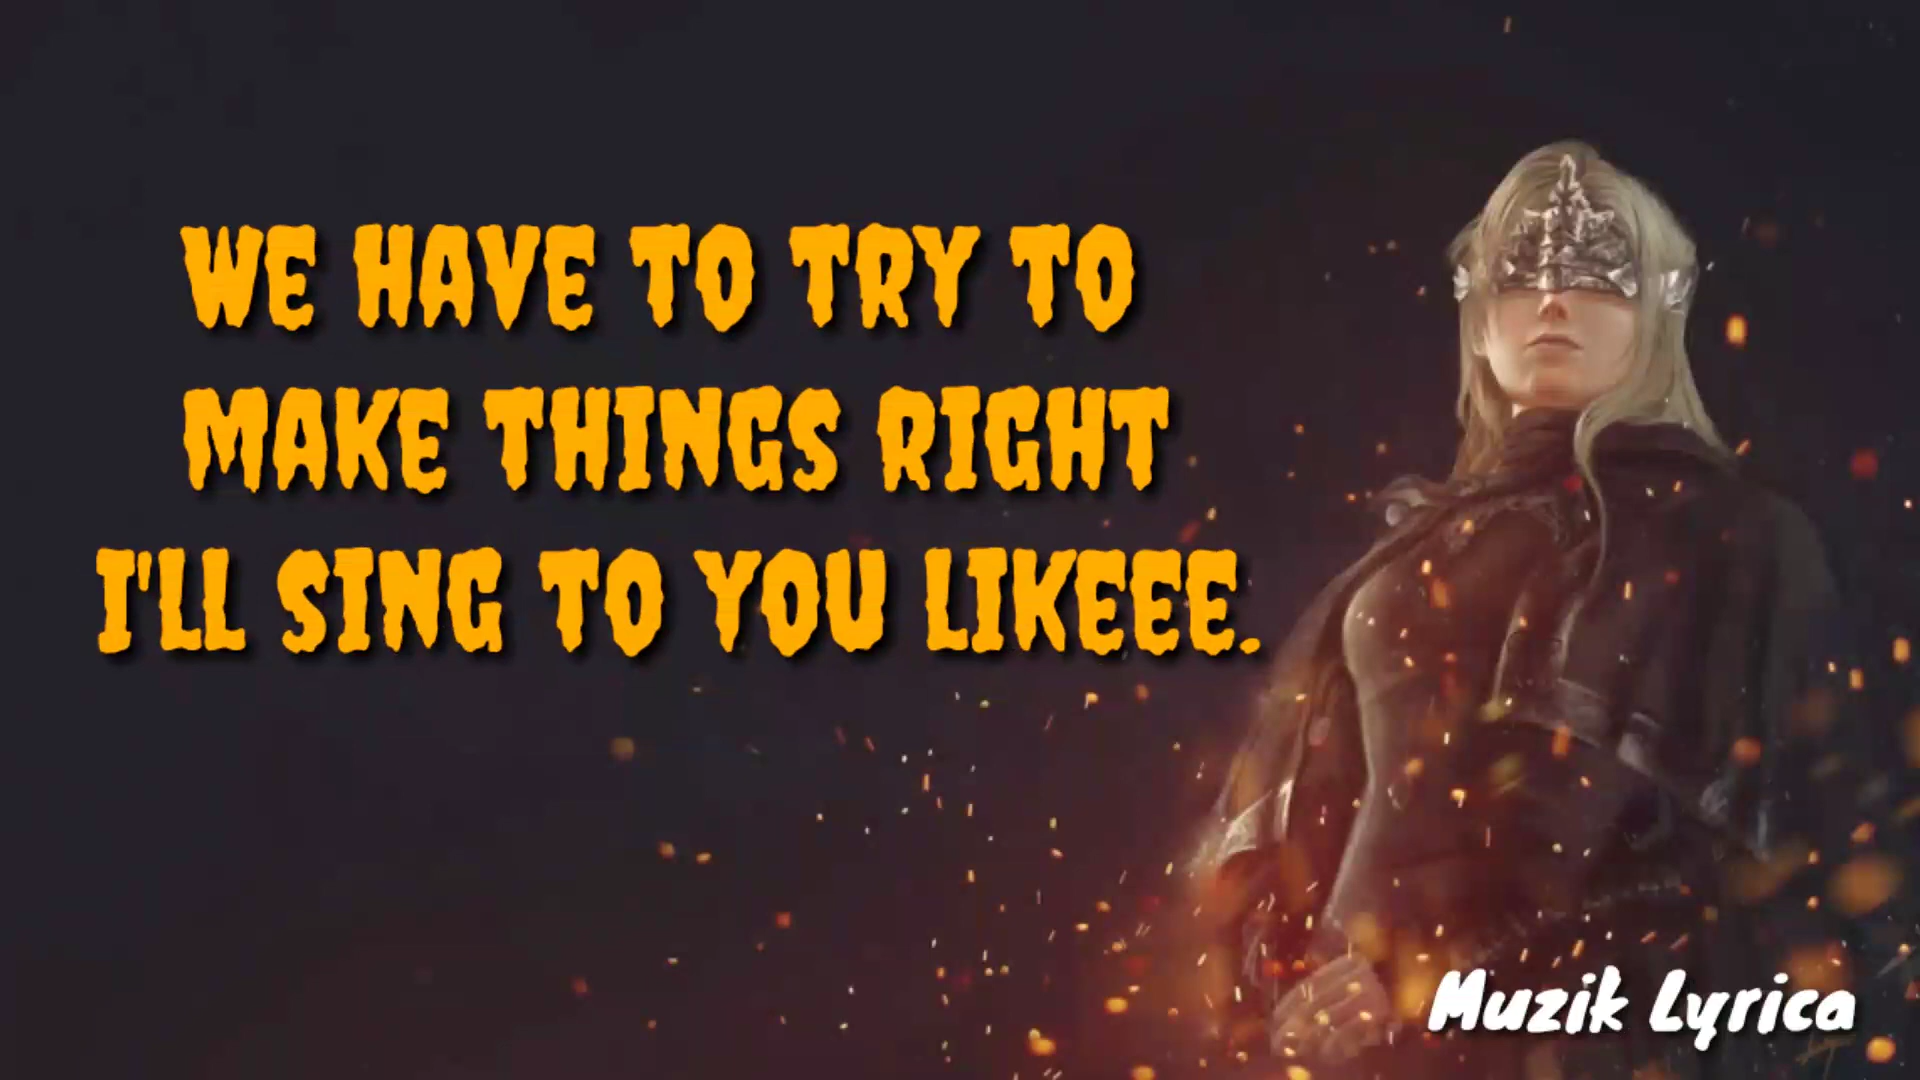 WE HAVE TO TRY TO
MAKE THINGS RIGHT
I'LL SING TO YOU LIKEEE.
Muzik Lyrica